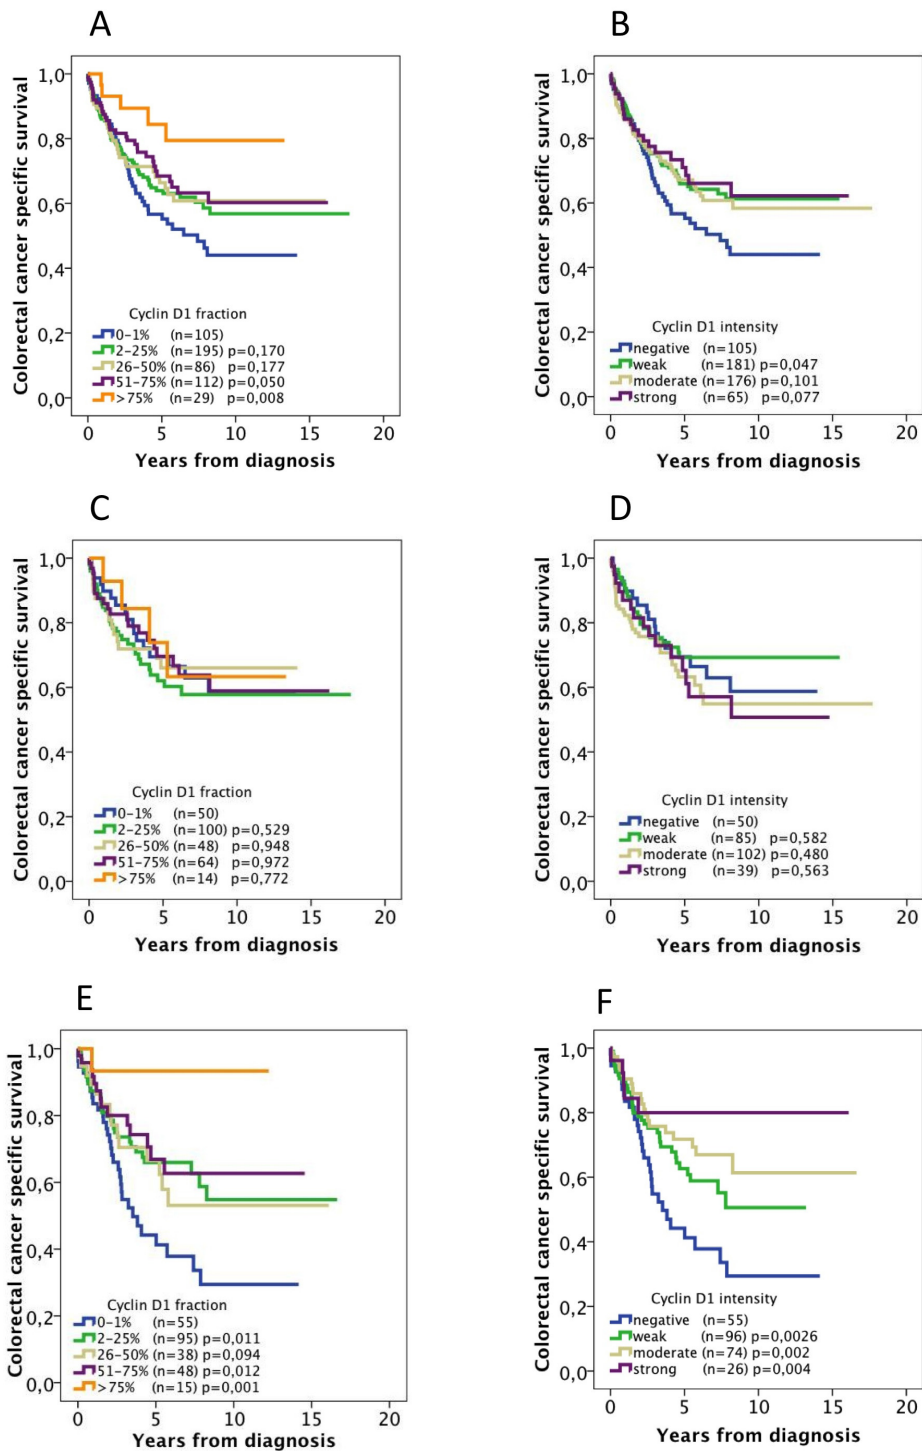 A
Colorectal cancer specific survival
1,0
0,8
0,6
0,4
0,2
0,0
Cyclin D1 fraction
0-1% (n=105)
2-25% (n=195) p=0,170
26-50% (n=86) p=0,177
51-75% (n=112) p=0,050
>75% (n=29) p=0,008
0 5 10 15 20
Years from diagnosis
B
Colorectal cancer specific survival
1,0
0,8
0,6
0,4
0,2
0,0
Cyclin D1 intensity
negative (n=105)
weak (n=181) p=0,047
moderate (n=176) p=0,101
strong (n=65) p=0,077
0 5 10 15 20
Years from diagnosis
C
Colorectal cancer specific survival
1,0
0,8
0,6
0,4
0,2
0,0
Cyclin D1 fraction
0-1% (n=50)
2-25% (n=100) p=0,529
26-50% (n=48) p=0,948
51-75% (n=64) p=0,972
>75% (n=14) p=0,772
0 5 10 15 20
Years from diagnosis
D
Colorectal cancer specific survival
1,0
0,8
0,6
0,4
0,2
0,0
Cyclin D1 intensity
negative (n=50)
weak (n=85) p=0,582
moderate (n=102) p=0,480
strong (n=39) p=0,563
0 5 10 15 20
Years from diagnosis
E
Colorectal cancer specific survival
1,0
0,8
0,6
0,4
0,2
0,0
Cyclin D1 fraction
0-1% (n=55)
2-25% (n=95) p=0,011
26-50% (n=38) p=0,094
51-75% (n=48) p=0,012
>75% (n=15) p=0,001
0 5 10 15 20
Years from diagnosis
F
Colorectal cancer specific survival
1,0
0,8
0,6
0,4
0,2
0,0
Cyclin D1 intensity
negative (n=55)
weak (n=96) p=0,0026
moderate (n=74) p=0,002
strong (n=26) p=0,004
0 5 10 15 20
Years from diagnosis